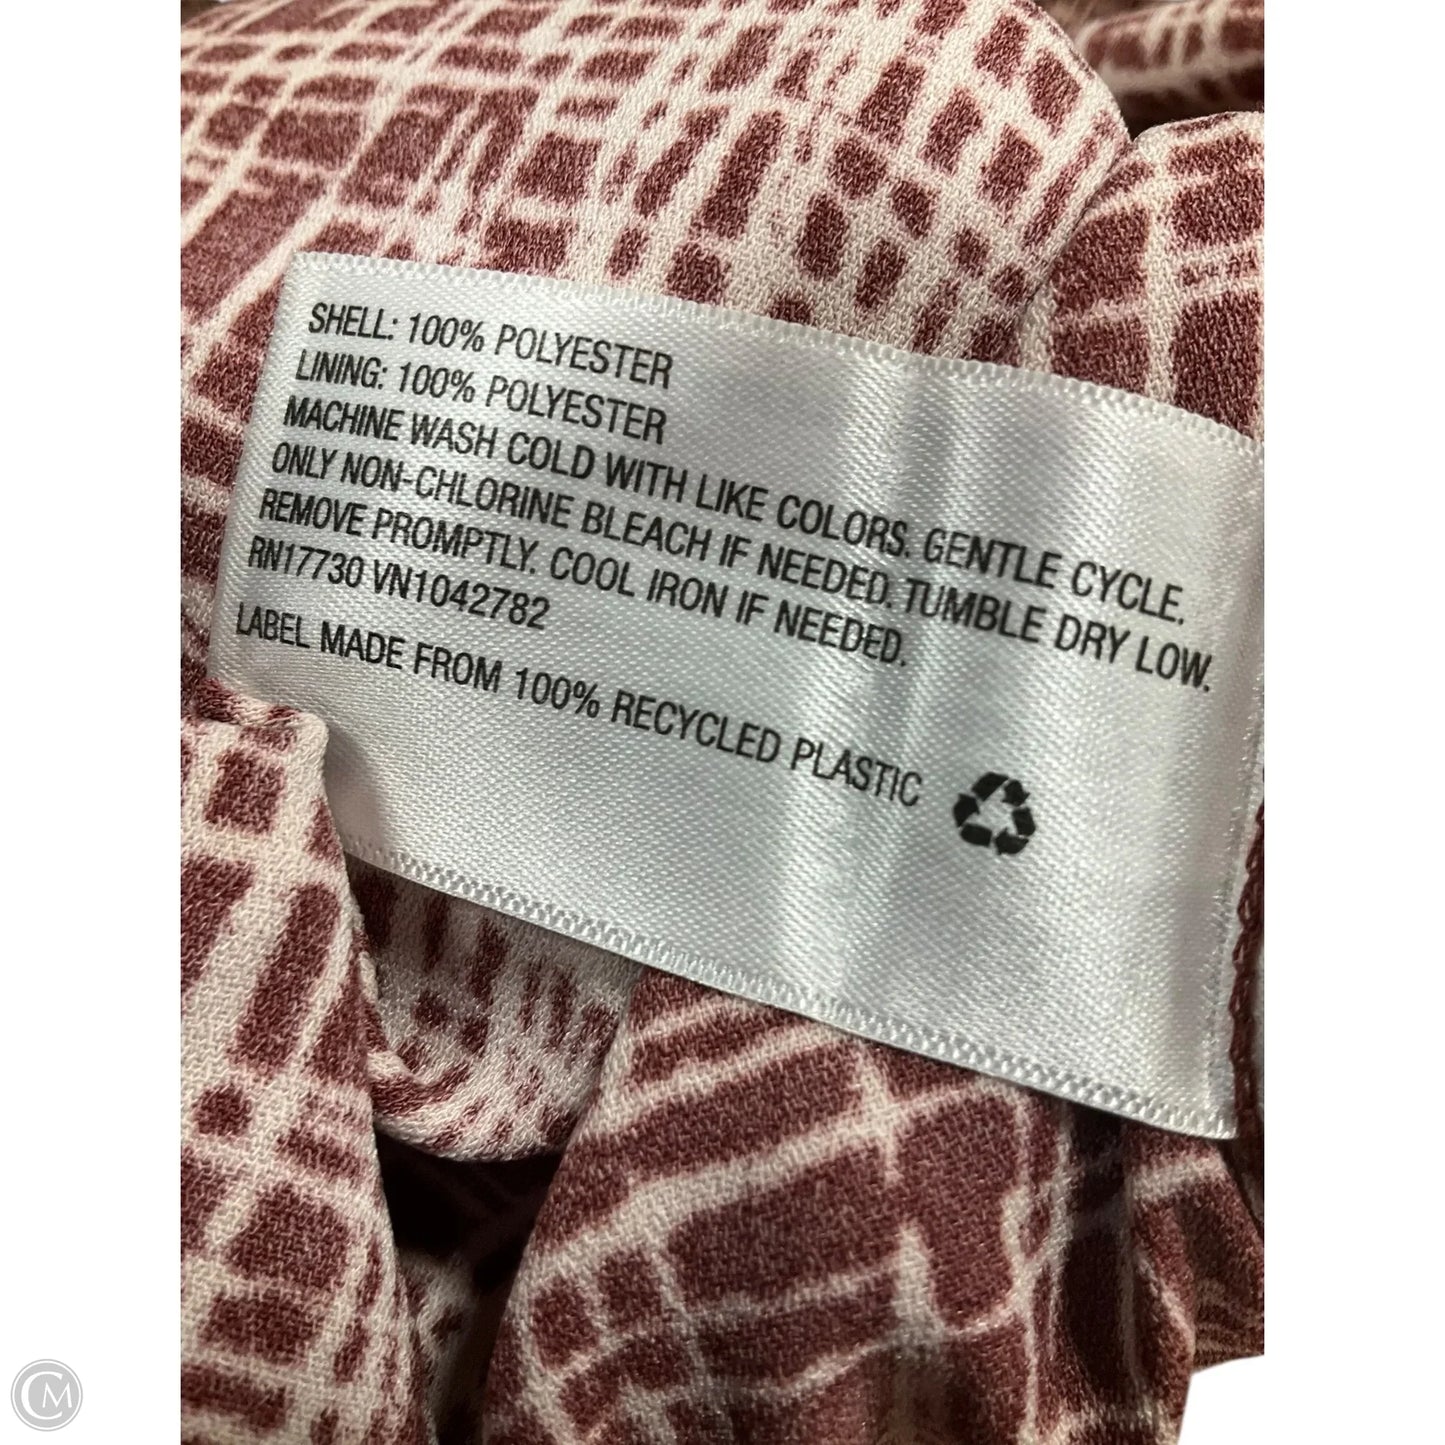 SHELL: 100% POLYESTER
LINING: 100% POLYESTER
MACHINE WASH COLD WITH LIKE COLORS. GENTLE CYCLE.
ONLY NON-CHLORINE BLEACH IF NEEDED. TUMBLE DRY LOW.
REMOVE PROMPTLY. COOL IRON IF NEEDED.
RN17730 VN1042782
LABEL MADE FROM 100% RECYCLED PLASTIC
CM